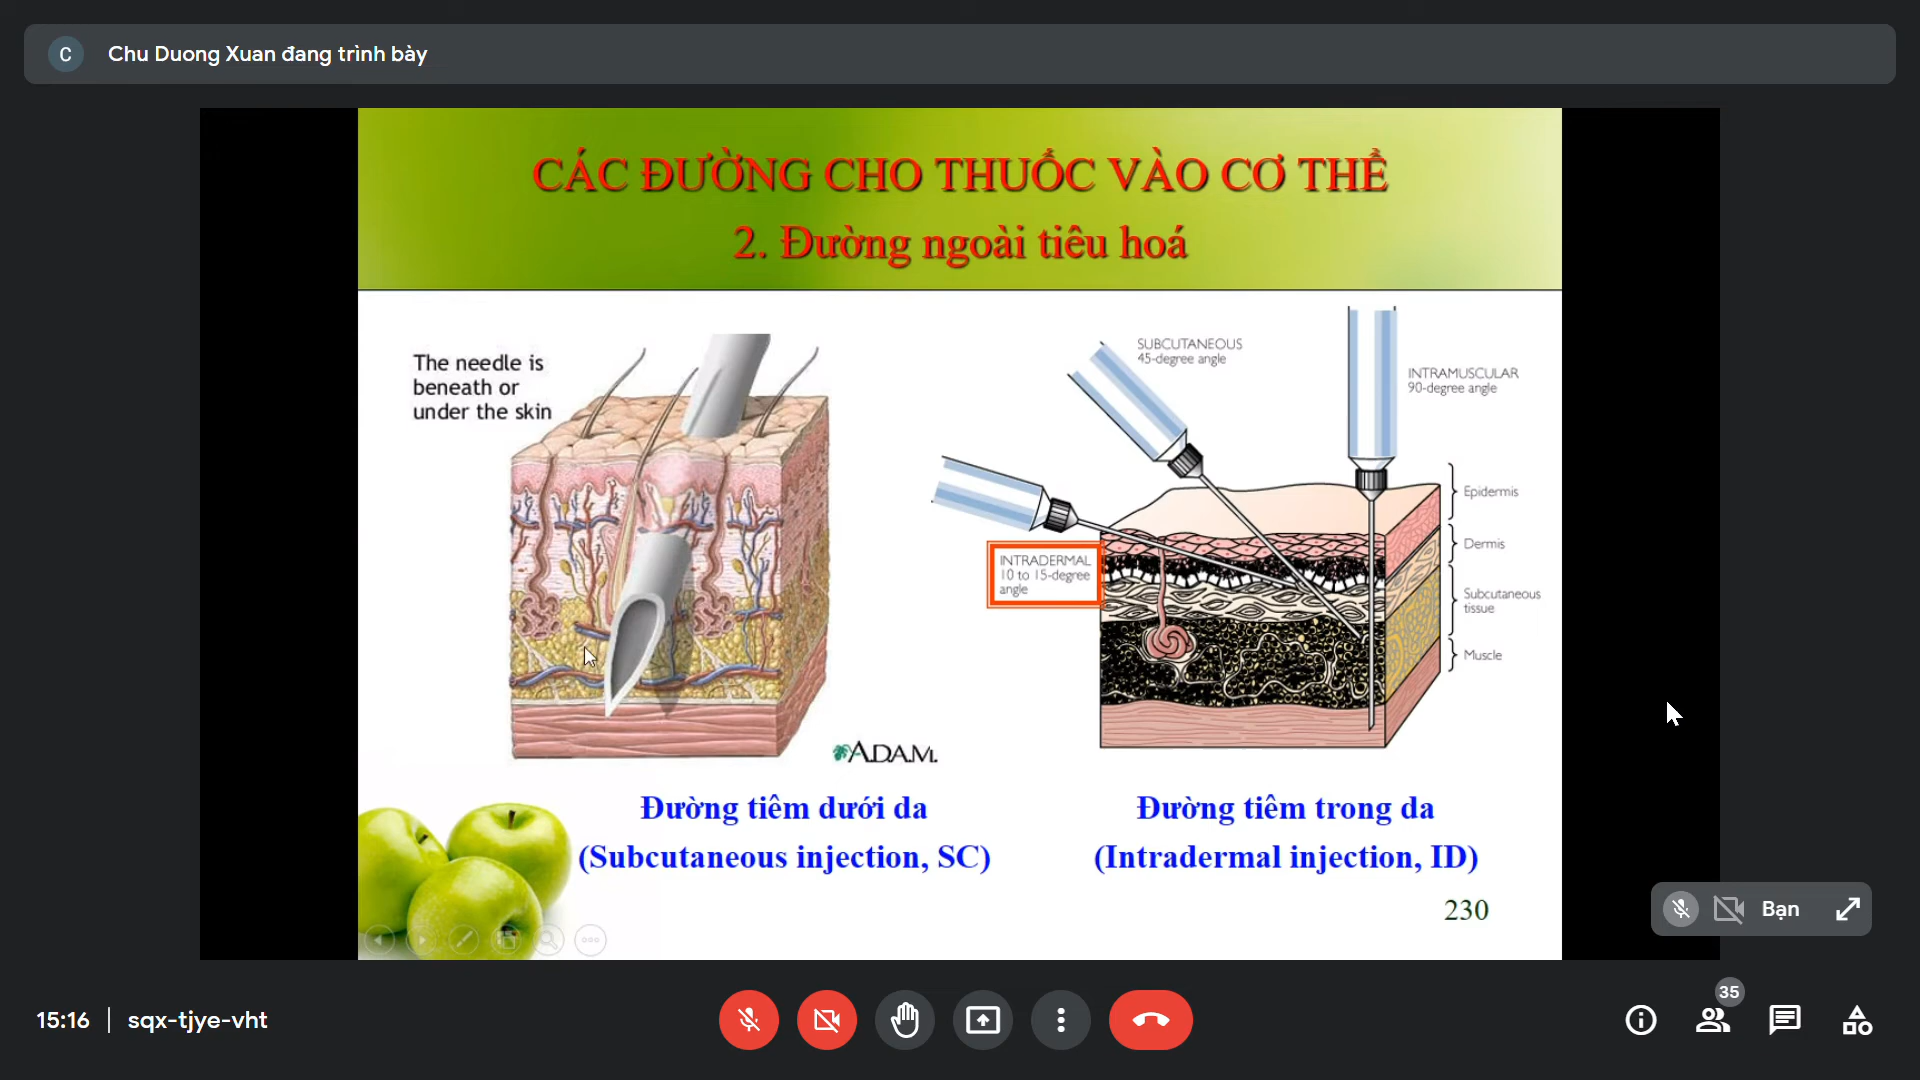 C
Chu Duong Xuan đang trình bày
CÁC ĐƯỜNG CHO THUỐC VÀO CƠ THỂ
2. Đường ngoài tiêu hoá
The needle is
beneath or
under the skin
A.D.A.M.
SUBCUTANEOUS
45-degree angle
INTRAMUSCULAR
90-degree angle
INTRADERMAL
10 to 15-degree
angle
Epidermis
Dermis
Subcutaneous
tissue
Muscle
Đường tiêm dưới da
(Subcutaneous injection, SC)
Đường tiêm trong da
(Intradermal injection, ID)
230
Bạn
15:16
sqx-tjye-vht
35